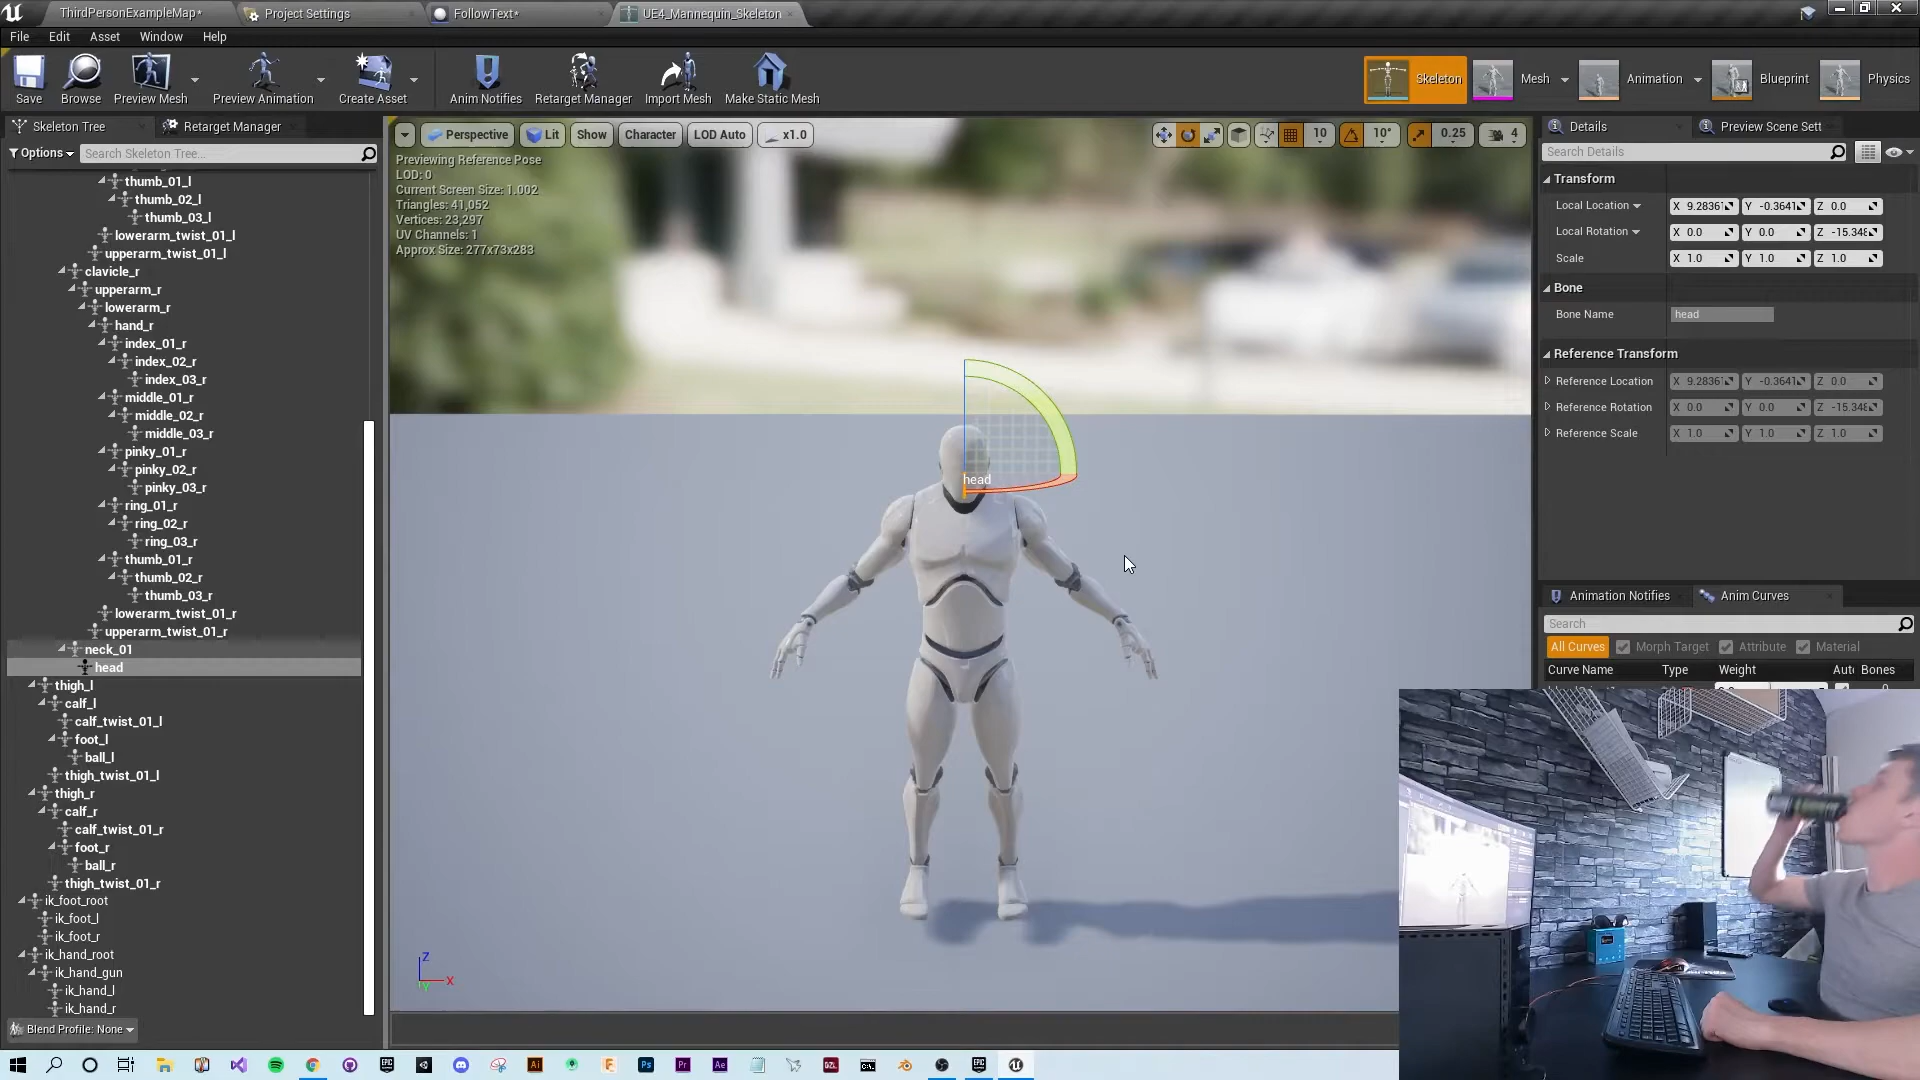 ThirdPersonExampleMap*
Project Settings
FollowText*
UE4_Mannequin_Skeleton
File Edit Asset Window Help
Save
Browse
Preview Mesh
Preview Animation
Create Asset
Anim Notifies
Retarget Manager
Import Mesh
Make Static Mesh
Skeleton
Mesh
Animation
Blueprint
Physics
Skeleton Tree
Retarget Manager
Options
Search Skeleton Tree...
thumb_01_l
thumb_02_l
thumb_03_l
lowerarm_twist_01_l
upperarm_twist_01_l
clavicle_r
upperarm_r
lowerarm_r
hand_r
index_01_r
index_02_r
index_03_r
middle_01_r
middle_02_r
middle_03_r
pinky_01_r
pinky_02_r
pinky_03_r
ring_01_r
ring_02_r
ring_03_r
thumb_01_r
thumb_02_r
thumb_03_r
lowerarm_twist_01_r
upperarm_twist_01_r
neck_01
head
thigh_l
calf_l
calf_twist_01_l
foot_l
ball_l
thigh_twist_01_l
thigh_r
calf_r
calf_twist_01_r
foot_r
ball_r
thigh_twist_01_r
ik_foot_root
ik_foot_l
ik_foot_r
ik_hand_root
ik_hand_gun
ik_hand_l
ik_hand_r
Blend Profile: None
Perspective
Lit
Show
Character
LOD Auto
x1.0
10
10°
0.25
4
Previewing Reference Pose
LOD: 0
Current Screen Size: 1.002
Triangles: 41,052
Vertices: 23,297
UV Channels: 1
Approx Size: 277x73x283
head
Z
X
Y
Details
Preview Scene Sett
Search Details
Transform
Local Location X 9.2836 Y -0.3641 Z 0.0
Local Rotation X 0.0 Y 0.0 Z -15.348
Scale X 1.0 Y 1.0 Z 1.0
Bone
Bone Name head
Reference Transform
Reference Location X 9.2836 Y -0.3641 Z 0.0
Reference Rotation X 0.0 Y 0.0 Z -15.348
Reference Scale X 1.0 Y 1.0 Z 1.0
Animation Notifies
Anim Curves
Search
All Curves Morph Target Attribute Material
Curve Name Type Weight Aut Bones